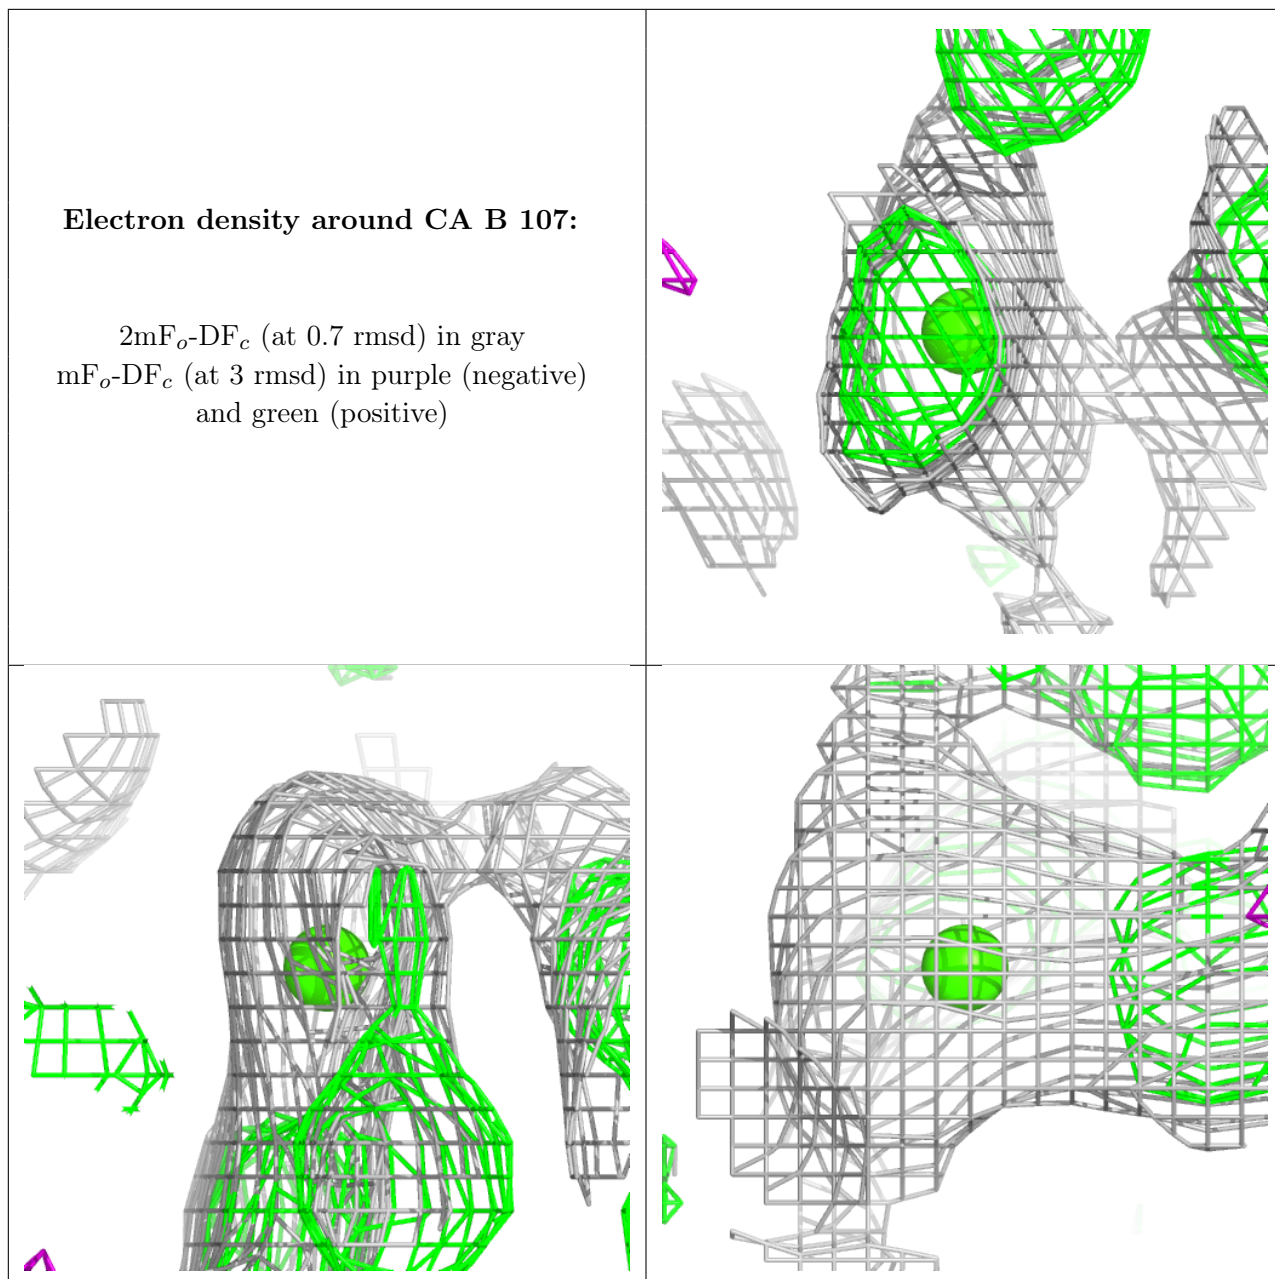 Electron density around CA B 107:
2mFo-DFc (at 0.7 rmsd) in gray
mFo-DFc (at 3 rmsd) in purple (negative)
and green (positive)